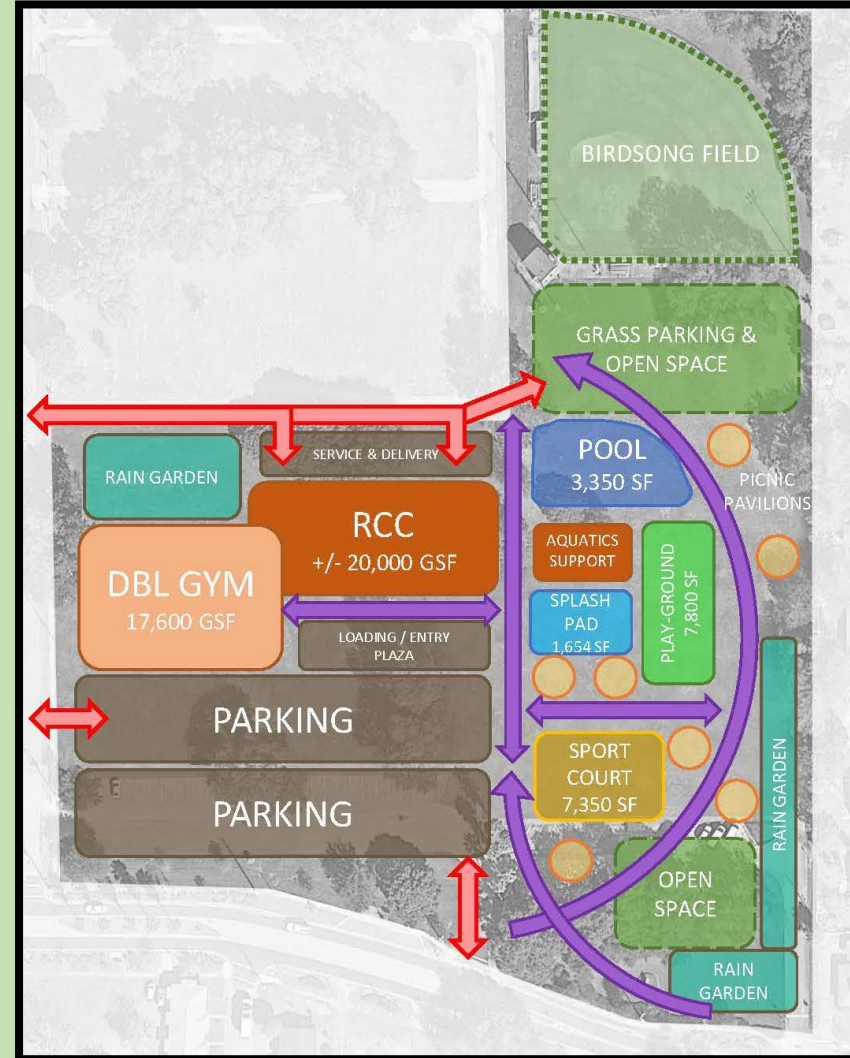 BIRDSONG FIELD
GRASS PARKING &
OPEN SPACE
RAIN GARDEN
SERVICE & DELIVERY
POOL
3,350 SF
PICNIC
PAVILIONS
RCC
+/- 20,000 GSF
DBL GYM
17,600 GSF
AQUATICS
SUPPORT
SPLASH
PAD
1,654 SF
PLAY-GROUND
7,800 SF
LOADING / ENTRY
PLAZA
PARKING
SPORT
COURT
7,350 SF
PARKING
RAIN GARDEN
OPEN
SPACE
RAIN
GARDEN